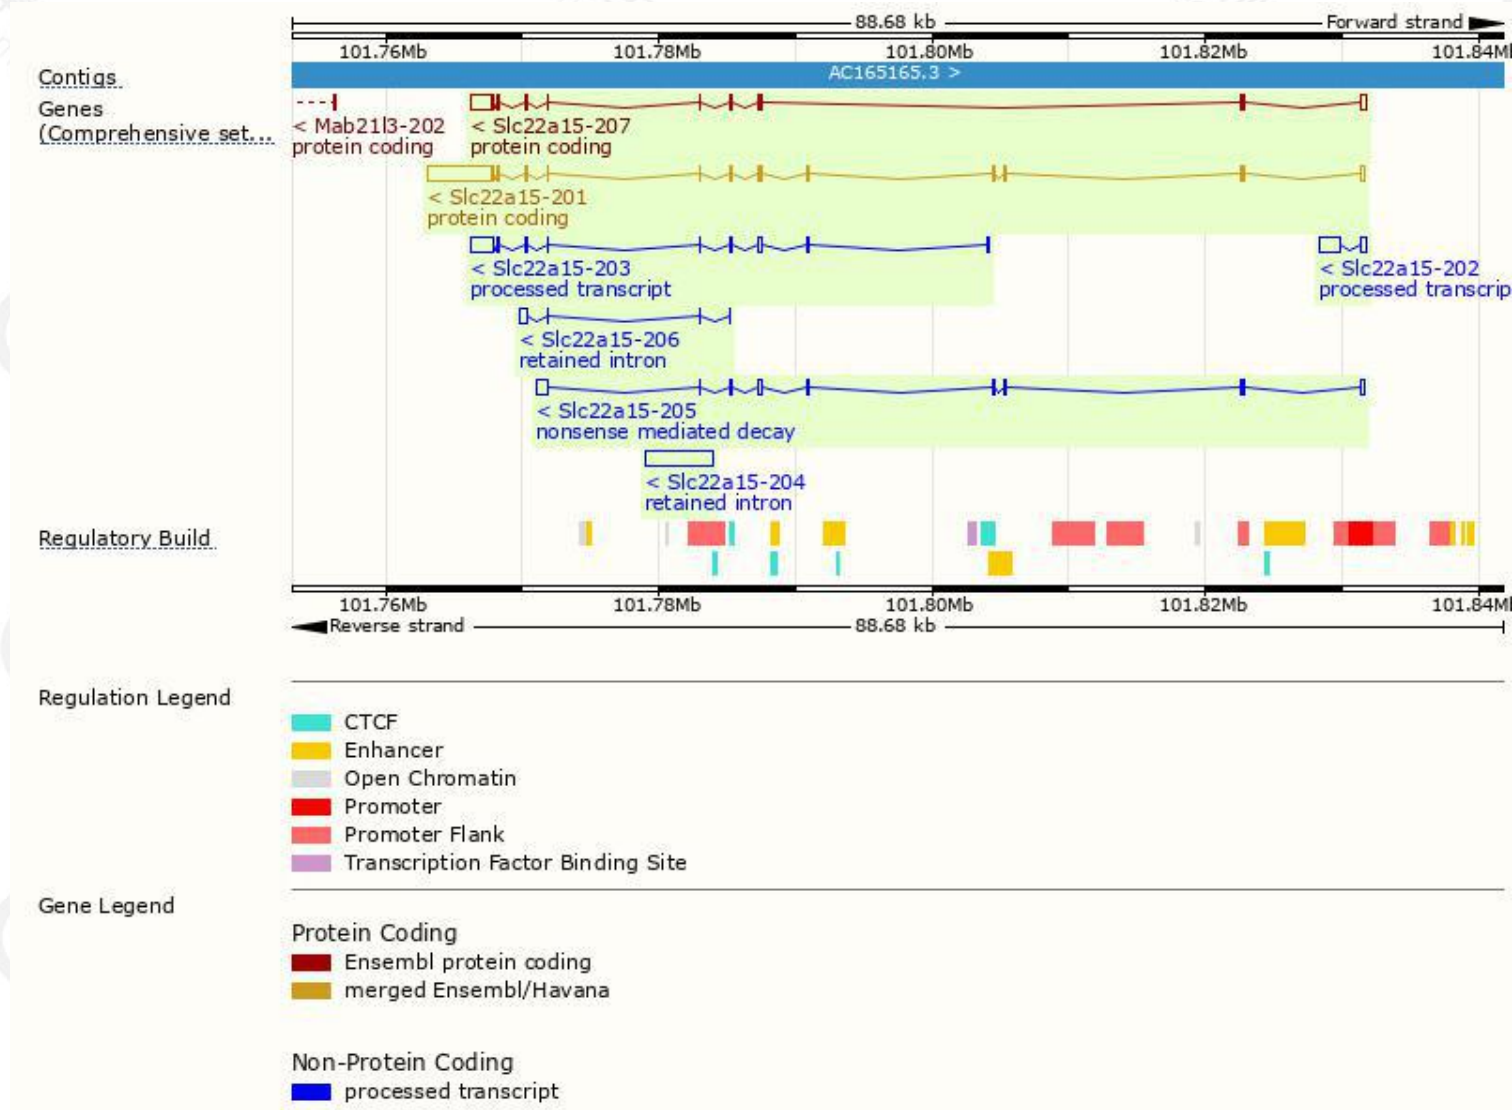 88.68 kb Forward strand
101.76Mb 101.78Mb 101.80Mb 101.82Mb 101.84M
Contigs AC165165.3 >
Genes
(Comprehensive set...
< Mab21l3-202 < Slc22a15-207
protein coding protein coding
< Slc22a15-201
protein coding
< Slc22a15-203 < Slc22a15-202
processed transcript processed transcrip
< Slc22a15-206
retained intron
< Slc22a15-205
nonsense mediated decay
< Slc22a15-204
retained intron
Regulatory Build
101.76Mb 101.78Mb 101.80Mb 101.82Mb 101.84M
Reverse strand 88.68 kb
Regulation Legend
CTCF
Enhancer
Open Chromatin
Promoter
Promoter Flank
Transcription Factor Binding Site
Gene Legend
Protein Coding
Ensembl protein coding
merged Ensembl/Havana
Non-Protein Coding
processed transcript